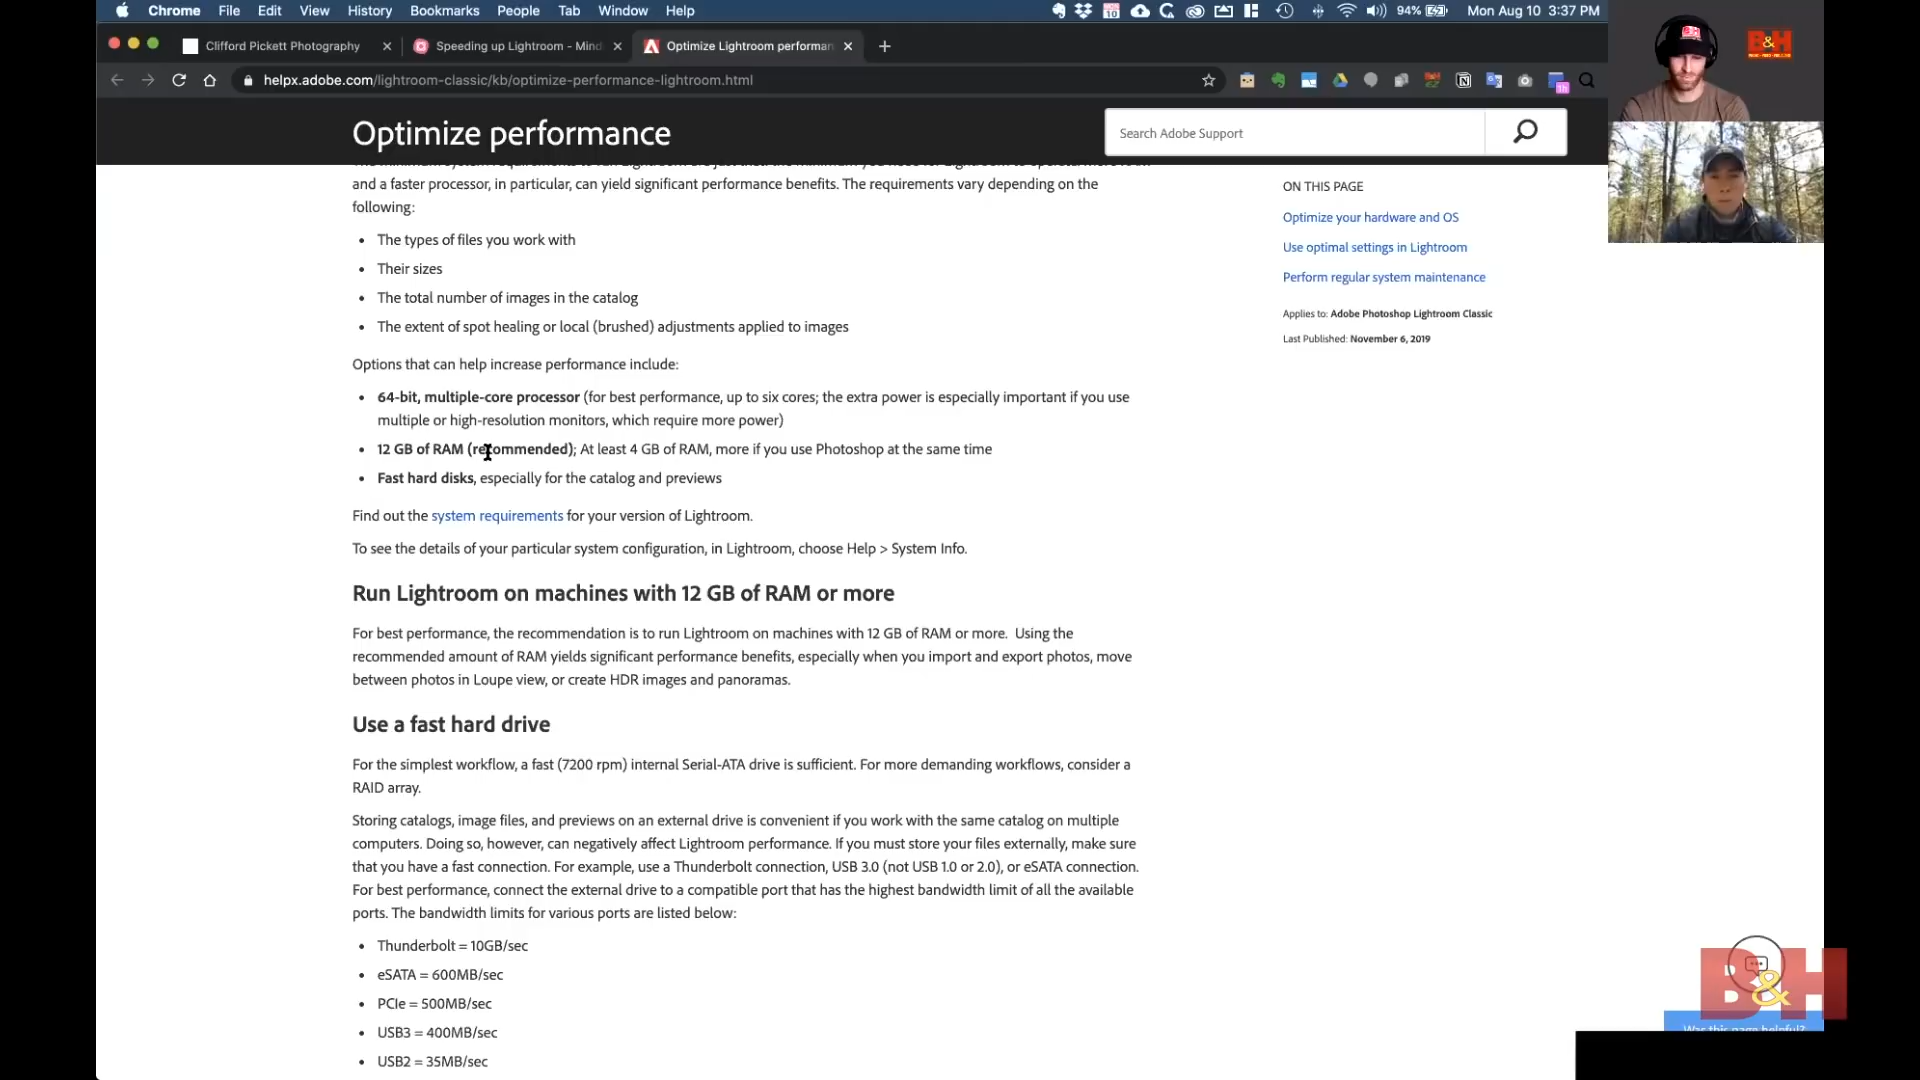 Chrome File Edit View History Bookmarks People Tab Window Help
94% Mon Aug 10 3:37 PM
Clifford Pickett Photography
Speeding up Lightroom - Mind
Optimize Lightroom performan
helpx.adobe.com/lightroom-classic/kb/optimize-performance-lightroom.html
B&H
Optimize performance
Search Adobe Support
and a faster processor, in particular, can yield significant performance benefits. The requirements vary depending on the
following:
The types of files you work with
Their sizes
The total number of images in the catalog
The extent of spot healing or local (brushed) adjustments applied to images
Options that can help increase performance include:
64-bit, multiple-core processor (for best performance, up to six cores; the extra power is especially important if you use
multiple or high-resolution monitors, which require more power)
12 GB of RAM (recommended); At least 4 GB of RAM, more if you use Photoshop at the same time
Fast hard disks, especially for the catalog and previews
Find out the system requirements for your version of Lightroom.
To see the details of your particular system configuration, in Lightroom, choose Help > System Info.
Run Lightroom on machines with 12 GB of RAM or more
For best performance, the recommendation is to run Lightroom on machines with 12 GB of RAM or more. Using the
recommended amount of RAM yields significant performance benefits, especially when you import and export photos, move
between photos in Loupe view, or create HDR images and panoramas.
Use a fast hard drive
For the simplest workflow, a fast (7200 rpm) internal Serial-ATA drive is sufficient. For more demanding workflows, consider a
RAID array.
Storing catalogs, image files, and previews on an external drive is convenient if you work with the same catalog on multiple
computers. Doing so, however, can negatively affect Lightroom performance. If you must store your files externally, make sure
that you have a fast connection. For example, use a Thunderbolt connection, USB 3.0 (not USB 1.0 or 2.0), or eSATA connection.
For best performance, connect the external drive to a compatible port that has the highest bandwidth limit of all the available
ports. The bandwidth limits for various ports are listed below:
Thunderbolt = 10GB/sec
eSATA = 600MB/sec
PCIe = 500MB/sec
USB3 = 400MB/sec
USB2 = 35MB/sec
ON THIS PAGE
Optimize your hardware and OS
Use optimal settings in Lightroom
Perform regular system maintenance
Applies to: Adobe Photoshop Lightroom Classic
Last Published: November 6, 2019
B&H
Was this page helpful?